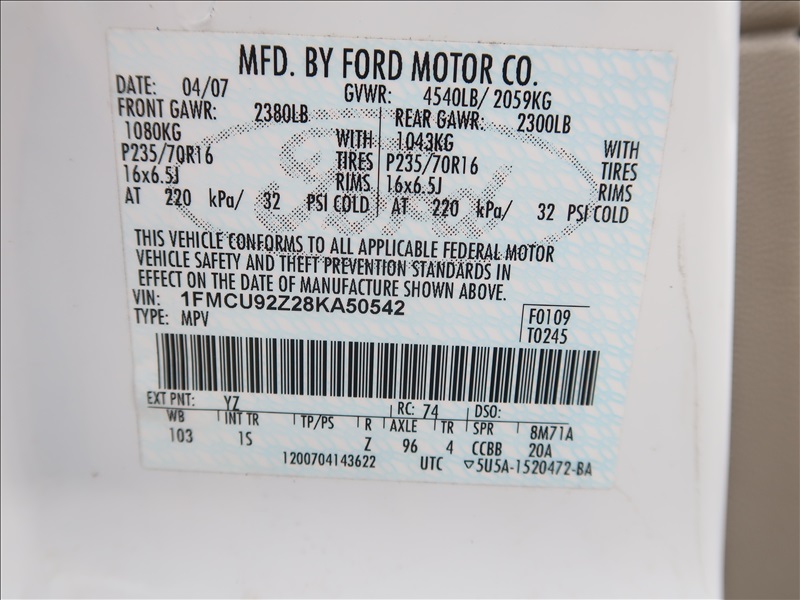 MFD. BY FORD MOTOR CO.
DATE: 04/07 GVWR: 4540LB/ 2059KG
FRONT GAWR: 2380LB REAR GAWR: 2300LB
1080KG WITH 1043KG WITH
P235/70R16 TIRES P235/70R16 TIRES
16x6.5J RIMS 16x6.5J RIMS
AT 220 kPa/ 32 PSI COLD AT 220 kPa/ 32 PSI COLD
THIS VEHICLE CONFORMS TO ALL APPLICABLE FEDERAL MOTOR
VEHICLE SAFETY AND THEFT PREVENTION STANDARDS IN
EFFECT ON THE DATE OF MANUFACTURE SHOWN ABOVE.
VIN: 1FMCU92Z28KA50542
TYPE: MPV
F0109
T0245
EXT PNT: YZ RC: 74 DSO:
WB INT TR TP/PS R AXLE TR SPR 8M71A
103 1S Z 96 4 CCBB 20A
1200704143622 UTC ▽5U5A-1520472-BA
Ford